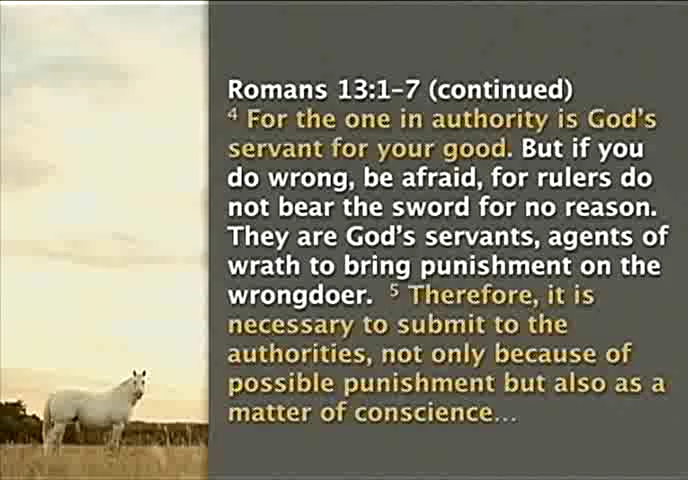 Romans 13:1–7 (continued)
4 For the one in authority is God's
servant for your good. But if you
do wrong, be afraid, for rulers do
not bear the sword for no reason.
They are God's servants, agents of
wrath to bring punishment on the
wrongdoer. 5 Therefore, it is
necessary to submit to the
authorities, not only because of
possible punishment but also as a
matter of conscience…